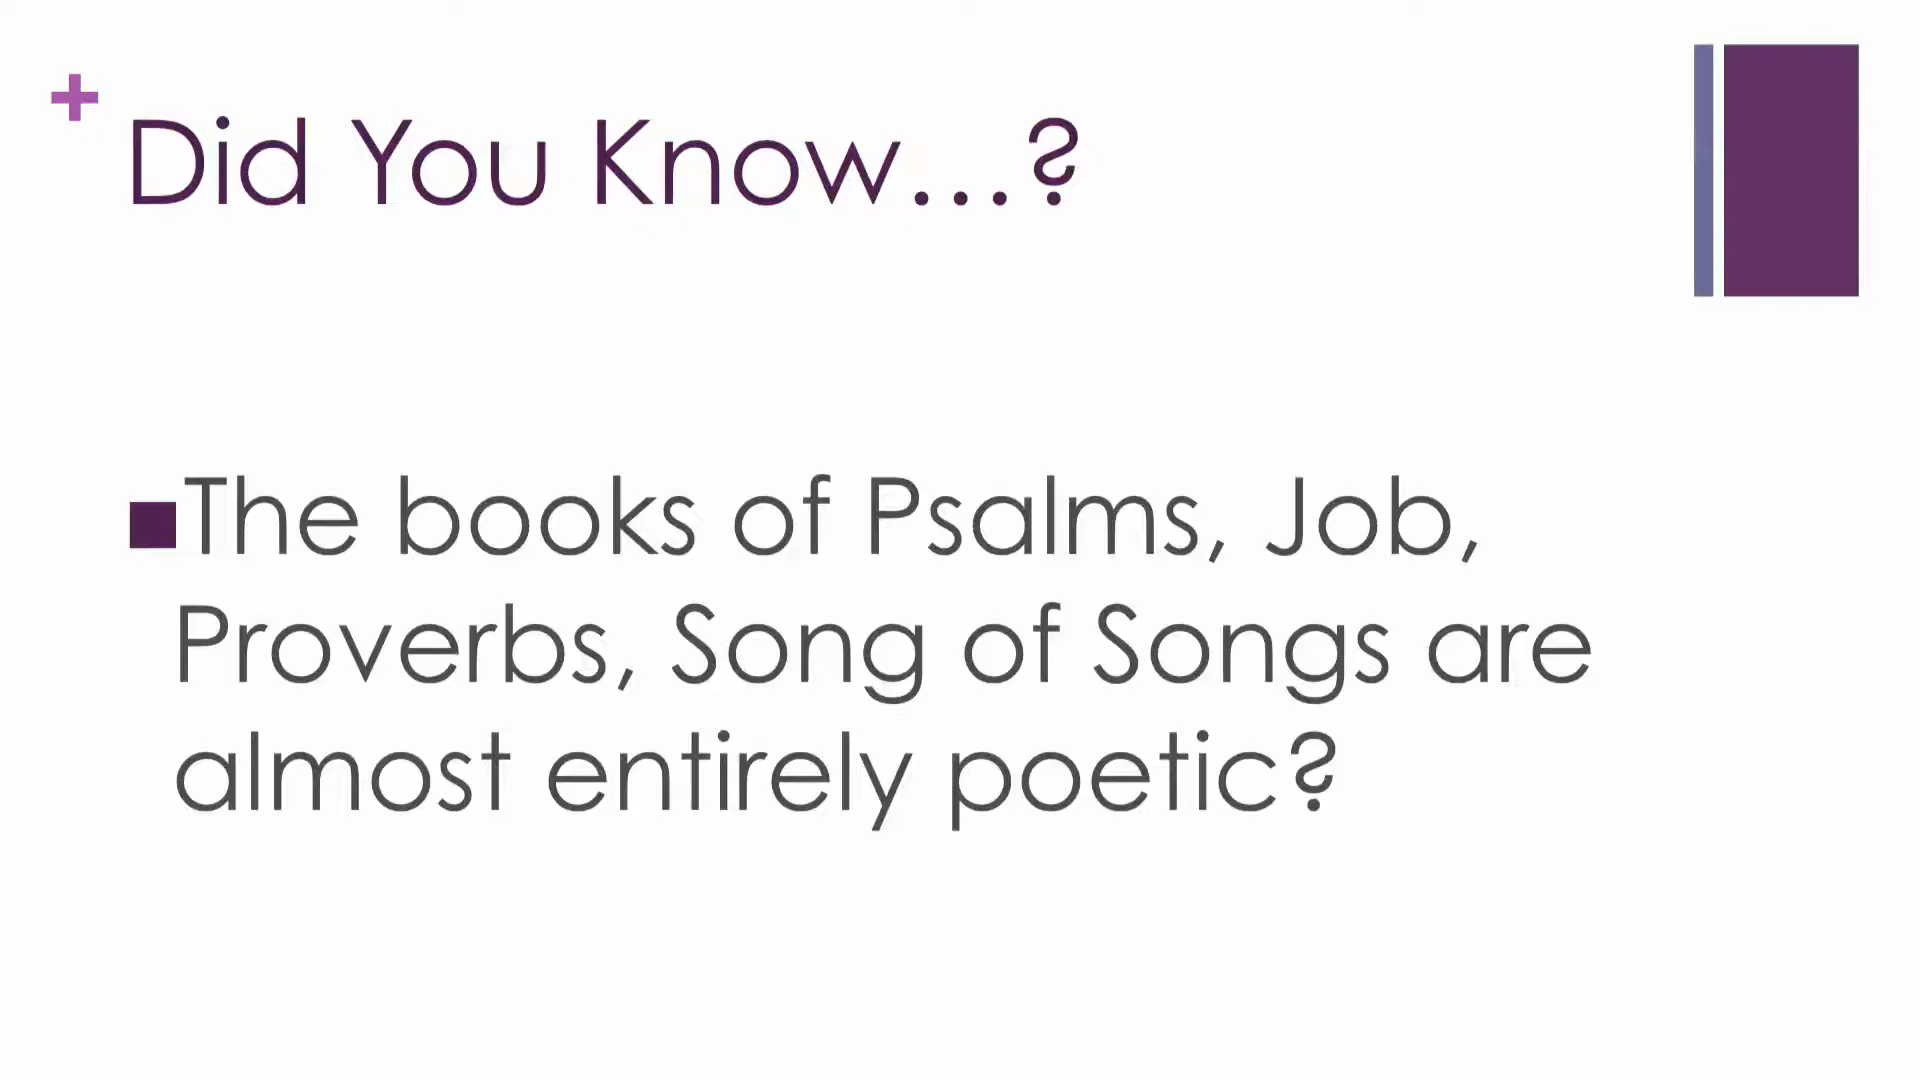 Did You Know…?
The books of Psalms, Job,
Proverbs, Song of Songs are
almost entirely poetic?